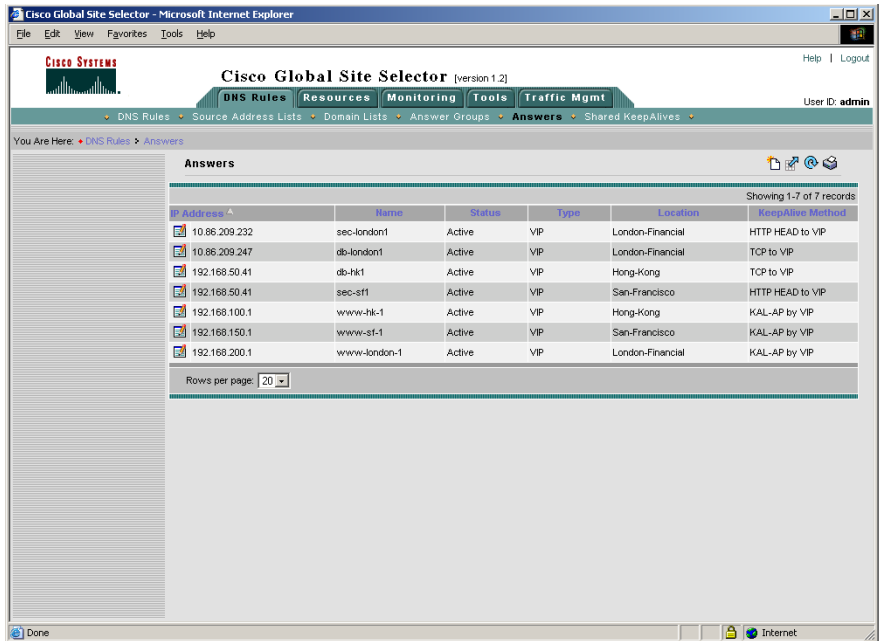 Cisco Global Site Selector - Microsoft Internet Explorer
File Edit View Favorites Tools Help
CISCO SYSTEMS
Help | Logout
Cisco Global Site Selector [version 1.2]
DNS Rules Resources Monitoring Tools Traffic Mgmt
User ID: admin
DNS Rules Source Address Lists Domain Lists Answer Groups Answers Shared KeepAlives
You Are Here: DNS Rules Answers
Answers
Showing 1-7 of 7 records
IP Address Name Status Type Location KeepAlive Method
10.86.209.232 sec-london1 Active VIP London-Financial HTTP HEAD to VIP
10.86.209.247 db-london1 Active VIP London-Financial TCP to VIP
192.168.50.41 db-hk1 Active VIP Hong-Kong TCP to VIP
192.168.50.41 sec-sf1 Active VIP San-Francisco HTTP HEAD to VIP
192.168.100.1 www-hk-1 Active VIP Hong-Kong KAL-AP by VIP
192.168.150.1 www-sf-1 Active VIP San-Francisco KAL-AP by VIP
192.168.200.1 www-london-1 Active VIP London-Financial KAL-AP by VIP
Rows per page: 20
Done Internet